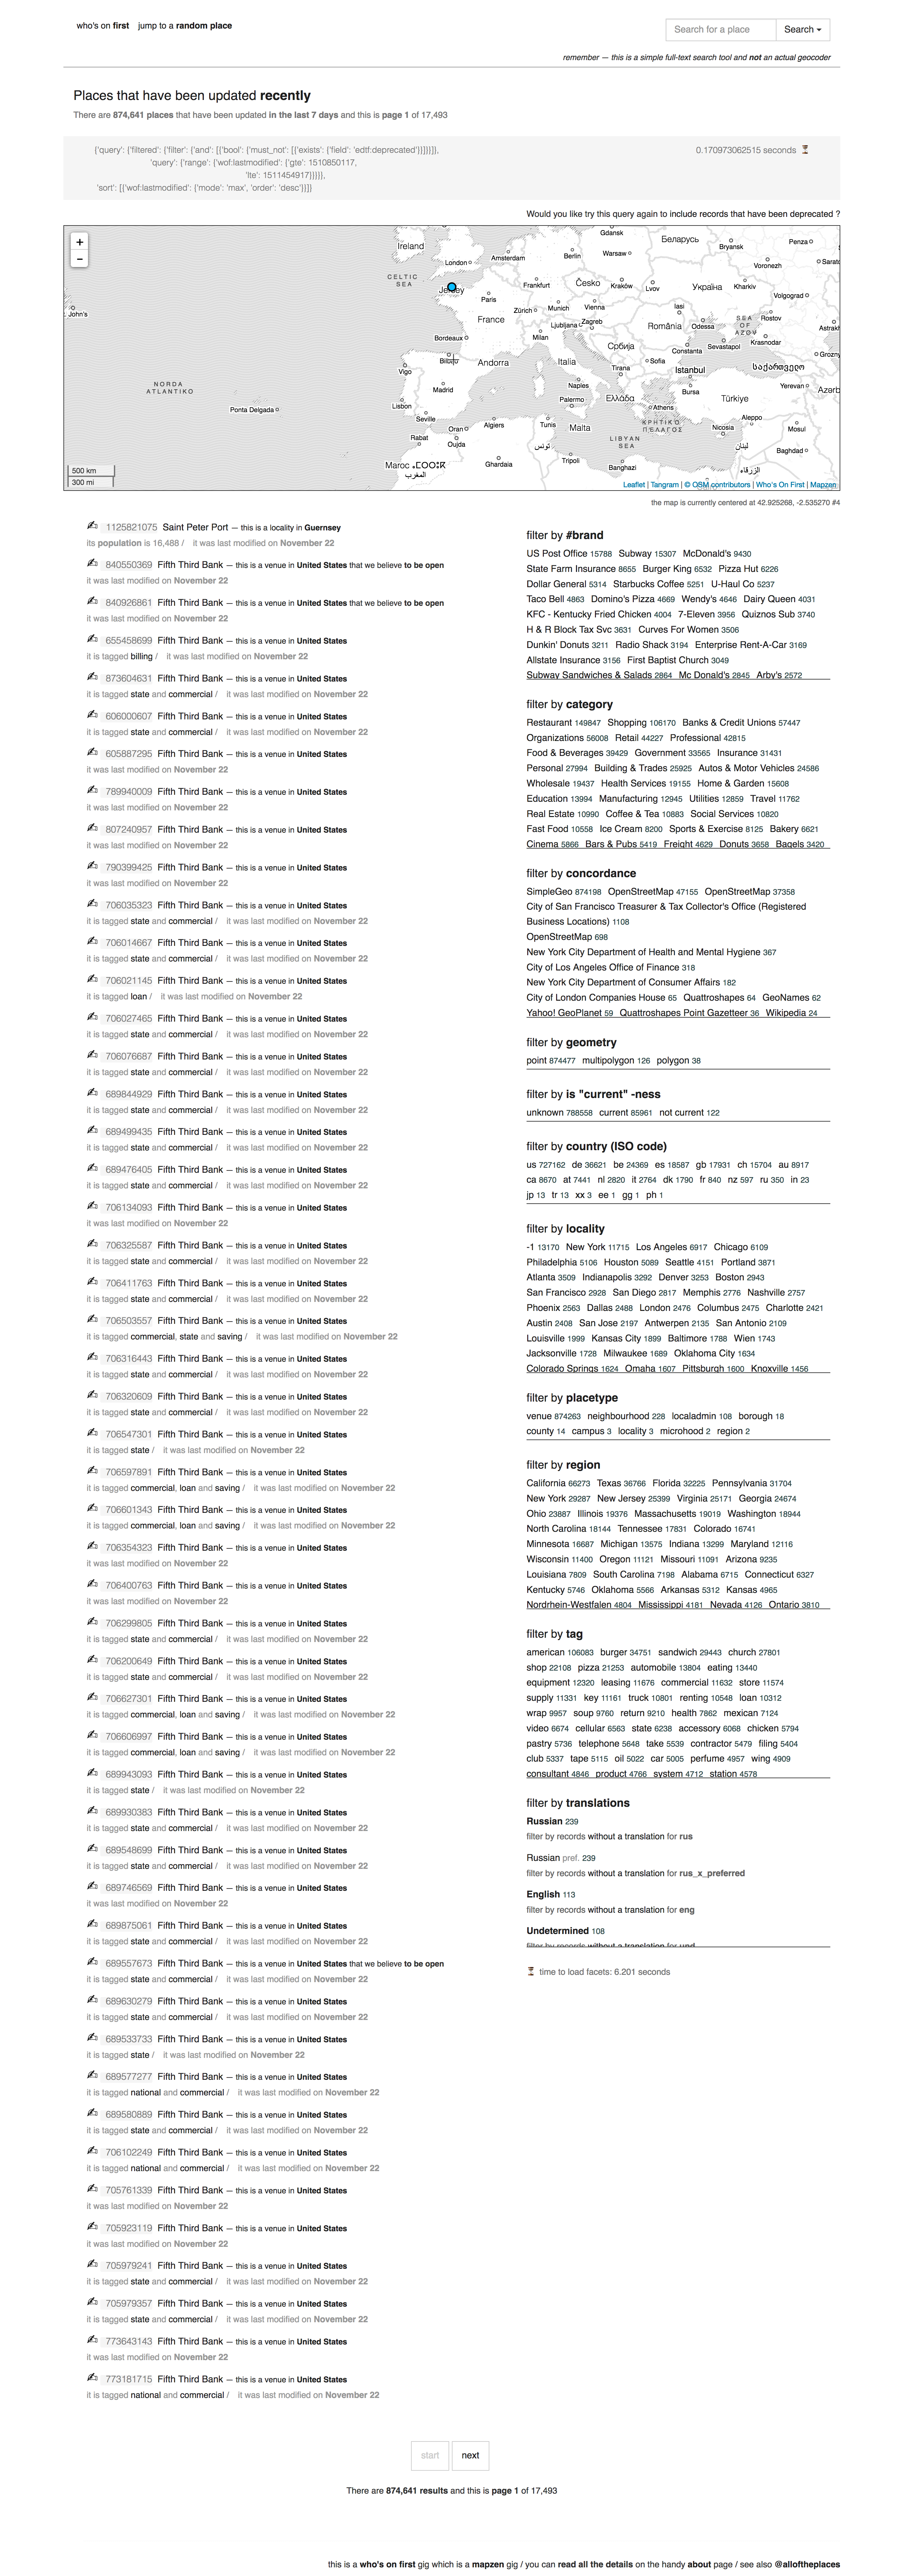 who's on first jump to a random place
Search for a place Search
remember — this is a simple full-text search tool and not an actual geocoder
Places that have been updated recently
There are 874,641 places that have been updated in the last 7 days and this is page 1 of 17,493
{'query': {'filtered': {'filter': {'and': [{'bool': {'must_not': [{'exists': {'field': 'edtf:deprecated'}}]}}]},
0.170973062515 seconds
'query': {'range': {'wof:lastmodified': {'gte': 1510850117,
'lte': 1511454917}}}}},
'sort': [{'wof:lastmodified': {'mode': 'max', 'order': 'desc'}}]}
Would you like try this query again to include records that have been deprecated ?
+
−
Ireland
London
Amsterdam
Gdansk
Berlin
Warsaw
Беларусь
Bryansk
Penza
Voronezh
CELTIC
SEA
Jersey
Paris
Frankfurt
Česko
Kraków
Lvov
Україна
Kharkiv
Volgograd
John's
France
Zürich
Munich
Vienna
Iasi
Ljubljana
Zagreb
România
Odessa
SEA
OF
AZOV
Rostov
Bordeaux
Milan
Србија
Constanta
Sevastapol
Krasnodar
Bilbao
Andorra
Italia
Tirana
Sofia
Istanbul
საქართველო
Vigo
Madrid
Naples
Bursa
Yerevan
NORDA
ATLANTIKO
Ponta Delgada
Lisbon
Palermo
Ελλάδα
Athens
Türkiye
Seville
Oran
Algiers
Tunis
Malta
ΚΡΗΤΙΚΌ
ΠΈΛΑΓΟΣ
Nicosia
Aleppo
Mosul
Rabat
Oujda
تونس
LIBYAN
SEA
لبنان
Baghdad
Maroc
المغرب
Ghardaia
Tripoli
Banghazi
الزرقاء
500 km
300 mi
Leaflet | Tangram | © OSM contributors | Who's On First | Mapzen
the map is currently centered at 42.925268, -2.535270 #4
1125821075 Saint Peter Port — this is a locality in Guernsey
its population is 16,488 / it was last modified on November 22
840550369 Fifth Third Bank — this is a venue in United States that we believe to be open
it was last modified on November 22
840926861 Fifth Third Bank — this is a venue in United States that we believe to be open
it was last modified on November 22
655458699 Fifth Third Bank — this is a venue in United States
it is tagged billing / it was last modified on November 22
873604631 Fifth Third Bank — this is a venue in United States
it is tagged state and commercial / it was last modified on November 22
606000607 Fifth Third Bank — this is a venue in United States
it is tagged state and commercial / it was last modified on November 22
605887295 Fifth Third Bank — this is a venue in United States
it was last modified on November 22
789940009 Fifth Third Bank — this is a venue in United States
it was last modified on November 22
807240957 Fifth Third Bank — this is a venue in United States
it was last modified on November 22
790399425 Fifth Third Bank — this is a venue in United States
it was last modified on November 22
706035323 Fifth Third Bank — this is a venue in United States
it is tagged state and commercial / it was last modified on November 22
706014667 Fifth Third Bank — this is a venue in United States
it is tagged state and commercial / it was last modified on November 22
706021145 Fifth Third Bank — this is a venue in United States
it is tagged loan / it was last modified on November 22
706027465 Fifth Third Bank — this is a venue in United States
it is tagged state and commercial / it was last modified on November 22
706076687 Fifth Third Bank — this is a venue in United States
it is tagged state and commercial / it was last modified on November 22
689844929 Fifth Third Bank — this is a venue in United States
it is tagged state and commercial / it was last modified on November 22
689499435 Fifth Third Bank — this is a venue in United States
it is tagged state and commercial / it was last modified on November 22
689476405 Fifth Third Bank — this is a venue in United States
it is tagged state and commercial / it was last modified on November 22
706134093 Fifth Third Bank — this is a venue in United States
it was last modified on November 22
706325587 Fifth Third Bank — this is a venue in United States
it is tagged state and commercial / it was last modified on November 22
706411763 Fifth Third Bank — this is a venue in United States
it is tagged state and commercial / it was last modified on November 22
706503557 Fifth Third Bank — this is a venue in United States
it is tagged commercial, state and saving / it was last modified on November 22
706316443 Fifth Third Bank — this is a venue in United States
it is tagged state and commercial / it was last modified on November 22
706320609 Fifth Third Bank — this is a venue in United States
it is tagged state and commercial / it was last modified on November 22
706547301 Fifth Third Bank — this is a venue in United States
it is tagged state / it was last modified on November 22
706597891 Fifth Third Bank — this is a venue in United States
it is tagged commercial, loan and saving / it was last modified on November 22
706601343 Fifth Third Bank — this is a venue in United States
it is tagged commercial, loan and saving / it was last modified on November 22
706354323 Fifth Third Bank — this is a venue in United States
it was last modified on November 22
706400763 Fifth Third Bank — this is a venue in United States
it was last modified on November 22
706299805 Fifth Third Bank — this is a venue in United States
it is tagged state and commercial / it was last modified on November 22
706200649 Fifth Third Bank — this is a venue in United States
it is tagged state and commercial / it was last modified on November 22
706627301 Fifth Third Bank — this is a venue in United States
it is tagged commercial, loan and saving / it was last modified on November 22
706606997 Fifth Third Bank — this is a venue in United States
it is tagged commercial, loan and saving / it was last modified on November 22
689943093 Fifth Third Bank — this is a venue in United States
it is tagged state / it was last modified on November 22
689930383 Fifth Third Bank — this is a venue in United States
it is tagged state and commercial / it was last modified on November 22
689548699 Fifth Third Bank — this is a venue in United States
it is tagged state and commercial / it was last modified on November 22
689746569 Fifth Third Bank — this is a venue in United States
it was last modified on November 22
689875061 Fifth Third Bank — this is a venue in United States
it is tagged state and commercial / it was last modified on November 22
689557673 Fifth Third Bank — this is a venue in United States that we believe to be open
it is tagged state and commercial / it was last modified on November 22
689630279 Fifth Third Bank — this is a venue in United States
it is tagged state and commercial / it was last modified on November 22
689533733 Fifth Third Bank — this is a venue in United States
it is tagged state / it was last modified on November 22
689577277 Fifth Third Bank — this is a venue in United States
it is tagged national and commercial / it was last modified on November 22
689580889 Fifth Third Bank — this is a venue in United States
it is tagged state and commercial / it was last modified on November 22
706102249 Fifth Third Bank — this is a venue in United States
it is tagged national and commercial / it was last modified on November 22
705761339 Fifth Third Bank — this is a venue in United States
it was last modified on November 22
705923119 Fifth Third Bank — this is a venue in United States
it was last modified on November 22
705979241 Fifth Third Bank — this is a venue in United States
it is tagged state and commercial / it was last modified on November 22
705979357 Fifth Third Bank — this is a venue in United States
it is tagged state and commercial / it was last modified on November 22
773643143 Fifth Third Bank — this is a venue in United States
it was last modified on November 22
773181715 Fifth Third Bank — this is a venue in United States
it is tagged national and commercial / it was last modified on November 22
filter by #brand
US Post Office 15788 Subway 15307 McDonald's 9430
State Farm Insurance 8655 Burger King 6532 Pizza Hut 6226
Dollar General 5314 Starbucks Coffee 5251 U-Haul Co 5237
Taco Bell 4863 Domino's Pizza 4669 Wendy's 4646 Dairy Queen 4031
KFC - Kentucky Fried Chicken 4004 7-Eleven 3956 Quiznos Sub 3740
H & R Block Tax Svc 3631 Curves For Women 3506
Dunkin' Donuts 3211 Radio Shack 3194 Enterprise Rent-A-Car 3169
Allstate Insurance 3156 First Baptist Church 3049
Subway Sandwiches & Salads 2864 Mc Donald's 2845 Arby's 2572
filter by category
Restaurant 149847 Shopping 106170 Banks & Credit Unions 57447
Organizations 56008 Retail 44227 Professional 42815
Food & Beverages 39429 Government 33565 Insurance 31431
Personal 27994 Building & Trades 25925 Autos & Motor Vehicles 24586
Wholesale 19437 Health Services 19155 Home & Garden 15608
Education 13994 Manufacturing 12945 Utilities 12859 Travel 11762
Real Estate 10990 Coffee & Tea 10883 Social Services 10820
Fast Food 10558 Ice Cream 8200 Sports & Exercise 8125 Bakery 6621
Cinema 5866 Bars & Pubs 5419 Freight 4629 Donuts 3658 Bagels 3420
filter by concordance
SimpleGeo 874198 OpenStreetMap 47155 OpenStreetMap 37358
City of San Francisco Treasurer & Tax Collector's Office (Registered
Business Locations) 1108
OpenStreetMap 698
New York City Department of Health and Mental Hygiene 367
City of Los Angeles Office of Finance 318
New York City Department of Consumer Affairs 182
City of London Companies House 65 Quattroshapes 64 GeoNames 62
Yahoo! GeoPlanet 59 Quattroshapes Point Gazetteer 36 Wikipedia 24
filter by geometry
point 874477 multipolygon 126 polygon 38
filter by is "current" -ness
unknown 788558 current 85961 not current 122
filter by country (ISO code)
us 727162 de 36621 be 24369 es 18587 gb 17931 ch 15704 au 8917
ca 8670 at 7441 nl 2820 it 2764 dk 1790 fr 840 nz 597 ru 350 in 23
jp 13 tr 13 xx 3 ee 1 gg 1 ph 1
filter by locality
-1 13170 New York 11715 Los Angeles 6917 Chicago 6109
Philadelphia 5106 Houston 5089 Seattle 4151 Portland 3871
Atlanta 3509 Indianapolis 3292 Denver 3253 Boston 2943
San Francisco 2928 San Diego 2817 Memphis 2776 Nashville 2757
Phoenix 2563 Dallas 2488 London 2476 Columbus 2475 Charlotte 2421
Austin 2408 San Jose 2197 Antwerpen 2135 San Antonio 2109
Louisville 1999 Kansas City 1899 Baltimore 1788 Wien 1743
Jacksonville 1728 Milwaukee 1689 Oklahoma City 1634
Colorado Springs 1624 Omaha 1607 Pittsburgh 1600 Knoxville 1456
filter by placetype
venue 874263 neighbourhood 228 localadmin 108 borough 18
county 14 campus 3 locality 3 microhood 2 region 2
filter by region
California 66273 Texas 36766 Florida 32225 Pennsylvania 31704
New York 29287 New Jersey 25399 Virginia 25171 Georgia 24674
Ohio 23887 Illinois 19376 Massachusetts 19019 Washington 18944
North Carolina 18144 Tennessee 17831 Colorado 16741
Minnesota 16687 Michigan 13575 Indiana 13299 Maryland 12116
Wisconsin 11400 Oregon 11121 Missouri 11091 Arizona 9235
Louisiana 7809 South Carolina 7198 Alabama 6715 Connecticut 6327
Kentucky 5746 Oklahoma 5566 Arkansas 5312 Kansas 4965
Nordrhein-Westfalen 4804 Mississippi 4181 Nevada 4126 Ontario 3810
filter by tag
american 106083 burger 34751 sandwich 29443 church 27801
shop 22108 pizza 21253 automobile 13804 eating 13440
equipment 12320 leasing 11676 commercial 11632 store 11574
supply 11331 key 11161 truck 10801 renting 10548 loan 10312
wrap 9957 soup 9760 return 9210 health 7862 mexican 7124
video 6674 cellular 6563 state 6238 accessory 6068 chicken 5794
pastry 5736 telephone 5648 take 5539 contractor 5479 filing 5404
club 5337 tape 5115 oil 5022 car 5005 perfume 4957 wing 4909
consultant 4846 product 4766 system 4712 station 4578
filter by translations
Russian 239
filter by records without a translation for rus
Russian pref. 239
filter by records without a translation for rus_x_preferred
English 113
filter by records without a translation for eng
Undetermined 108
filter by records without a translation for und
time to load facets: 6.201 seconds
start next
There are 874,641 results and this is page 1 of 17,493
this is a who's on first gig which is a mapzen gig / you can read all the details on the handy about page / see also @alloftheplaces